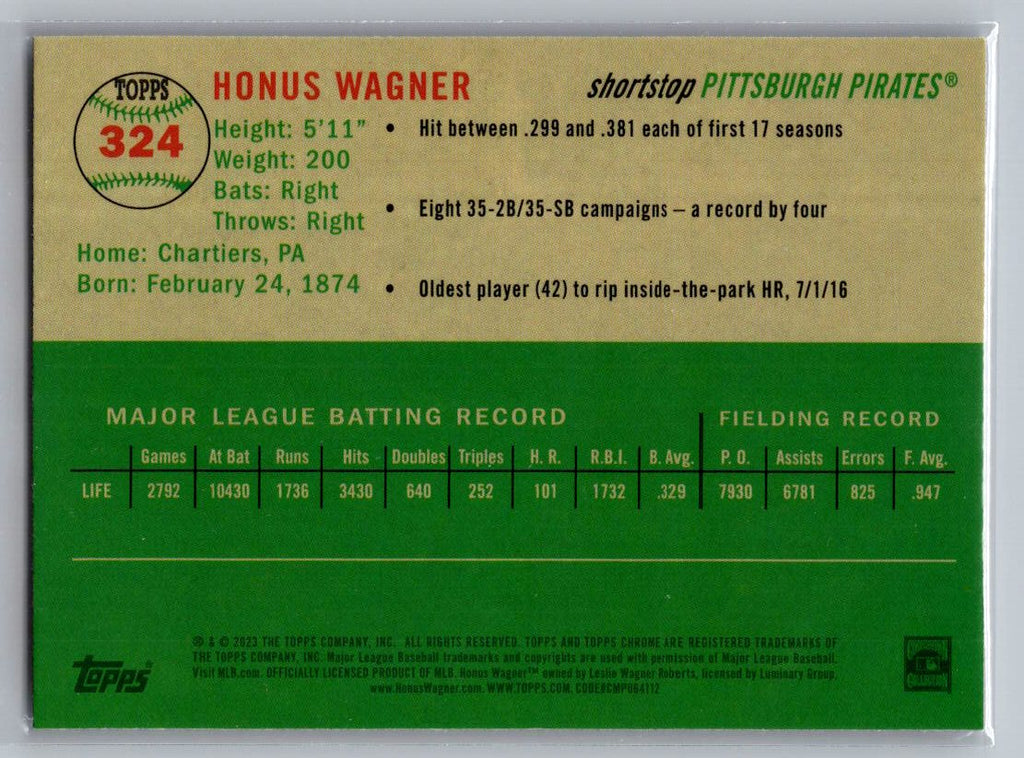 TOPPS
324
HONUS WAGNER
shortstop PITTSBURGH PIRATES®
Height: 5'11"
Weight: 200
Bats: Right
Throws: Right
Home: Chartiers, PA
Born: February 24, 1874
• Hit between .299 and .381 each of first 17 seasons
• Eight 35-2B/35-SB campaigns – a record by four
• Oldest player (42) to rip inside-the-park HR, 7/1/16
MAJOR LEAGUE BATTING RECORD
FIELDING RECORD
Games At Bat Runs Hits Doubles Triples H. R. R.B.I. B. Avg. P. O. Assists Errors F. Avg.
LIFE 2792 10430 1736 3430 640 252 101 1732 .329 7930 6781 825 .947
® & © 2023 THE TOPPS COMPANY, INC. ALL RIGHTS RESERVED. TOPPS AND TOPPS CHROME ARE REGISTERED TRADEMARKS OF
THE TOPPS COMPANY, INC. Major League Baseball trademarks and copyrights are used with permission of Major League Baseball.
Visit MLB.com. OFFICIALLY LICENSED PRODUCT OF MLB. Honus Wagner™ owned by Leslie Wagner Roberts, licensed by Luminary Group.
www.HonusWagner.com. WWW.TOPPS.COM. CODE#CMP064112
Topps®